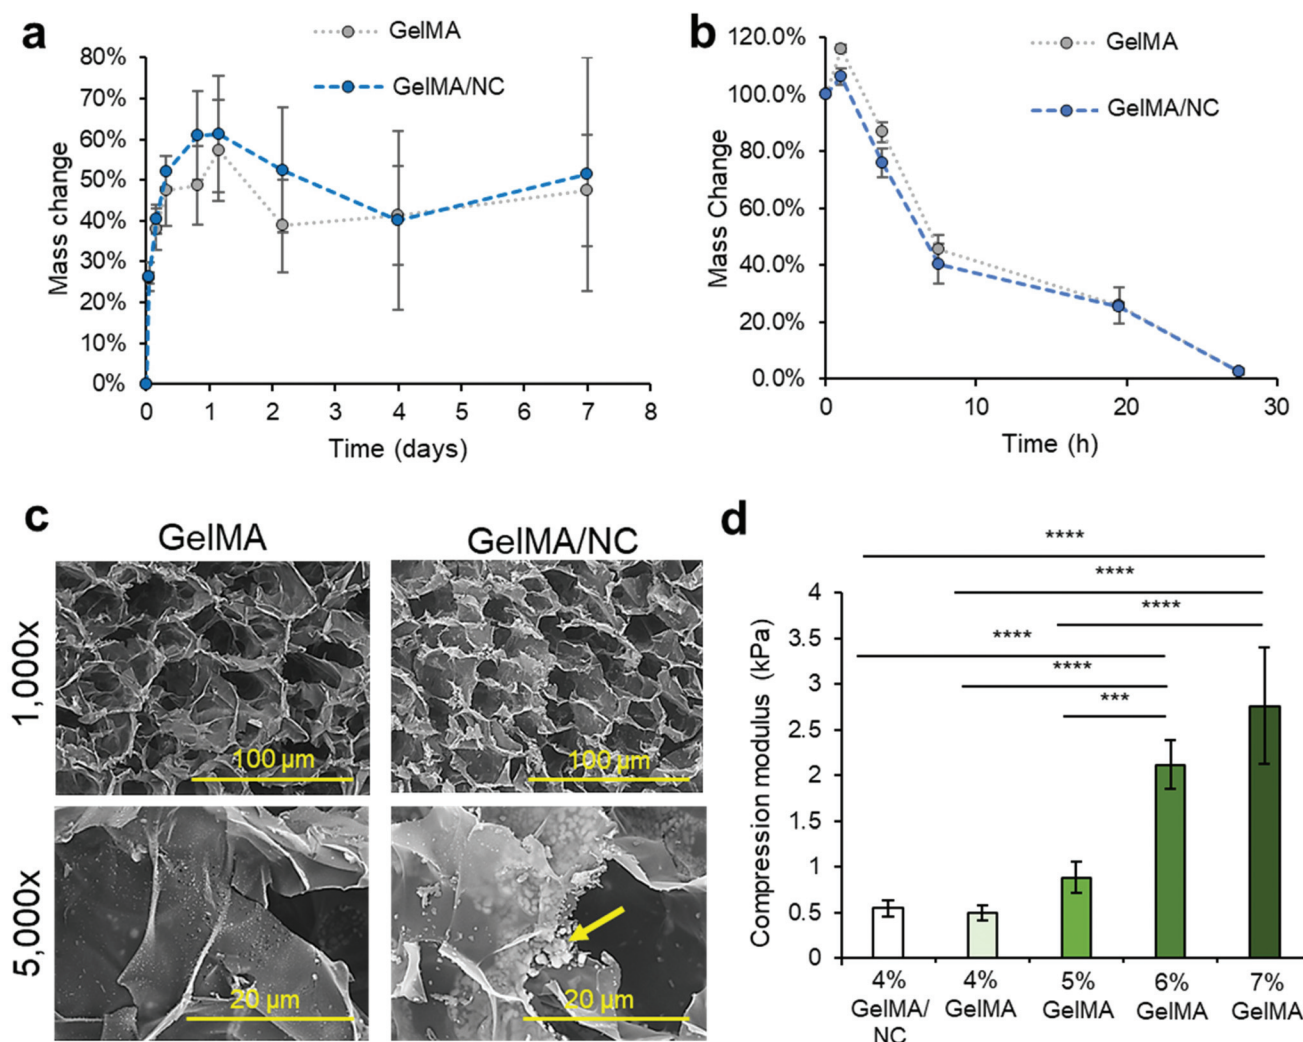 a
GelMA
GelMA/NC
80%
70%
60%
50%
40%
30%
20%
10%
0%
Mass change
0 1 2 3 4 5 6 7 8
Time (days)
b
GelMA
GelMA/NC
120.0%
100.0%
80.0%
60.0%
40.0%
20.0%
0.0%
Mass Change
0 10 20 30
Time (h)
c
GelMA GelMA/NC
1,000x
100 µm 100 µm
5,000x
20 µm 20 µm
d
****
****
****
****
****
***
4
3.5
3
2.5
2
1.5
1
0.5
0
Compression modulus (kPa)
4% 4% 5% 6% 7%
GelMA/ GelMA GelMA GelMA GelMA
NC